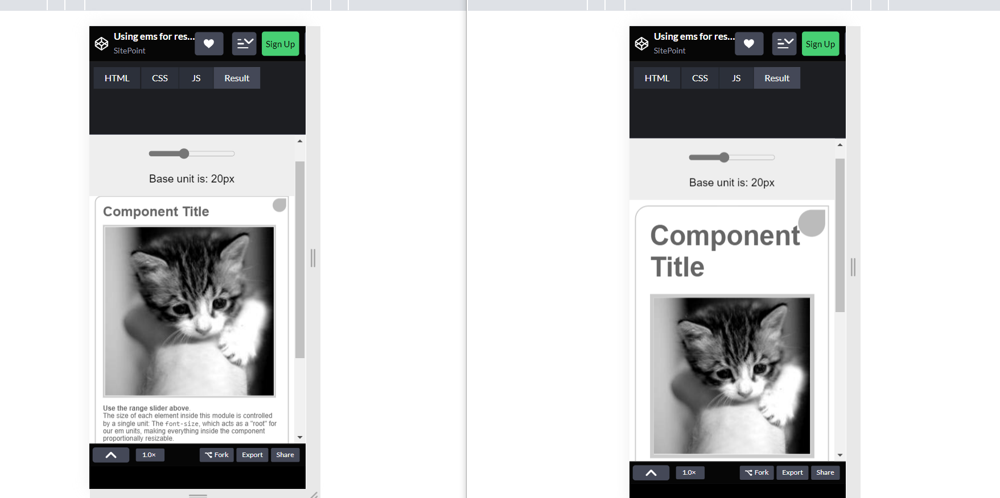 Using ems for res...
SitePoint
Sign Up
HTML CSS JS Result
Base unit is: 20px
Component Title
Use the range slider above.
The size of each element inside this module is controlled
by a single unit: The font-size, which acts as a "root" for
our em units, making everything inside the component
proportionally resizable.
1.0× Fork Export Share
Using ems for res...
SitePoint
Sign Up
HTML CSS JS Result
Base unit is: 20px
Component
Title
1.0× Fork Export Share